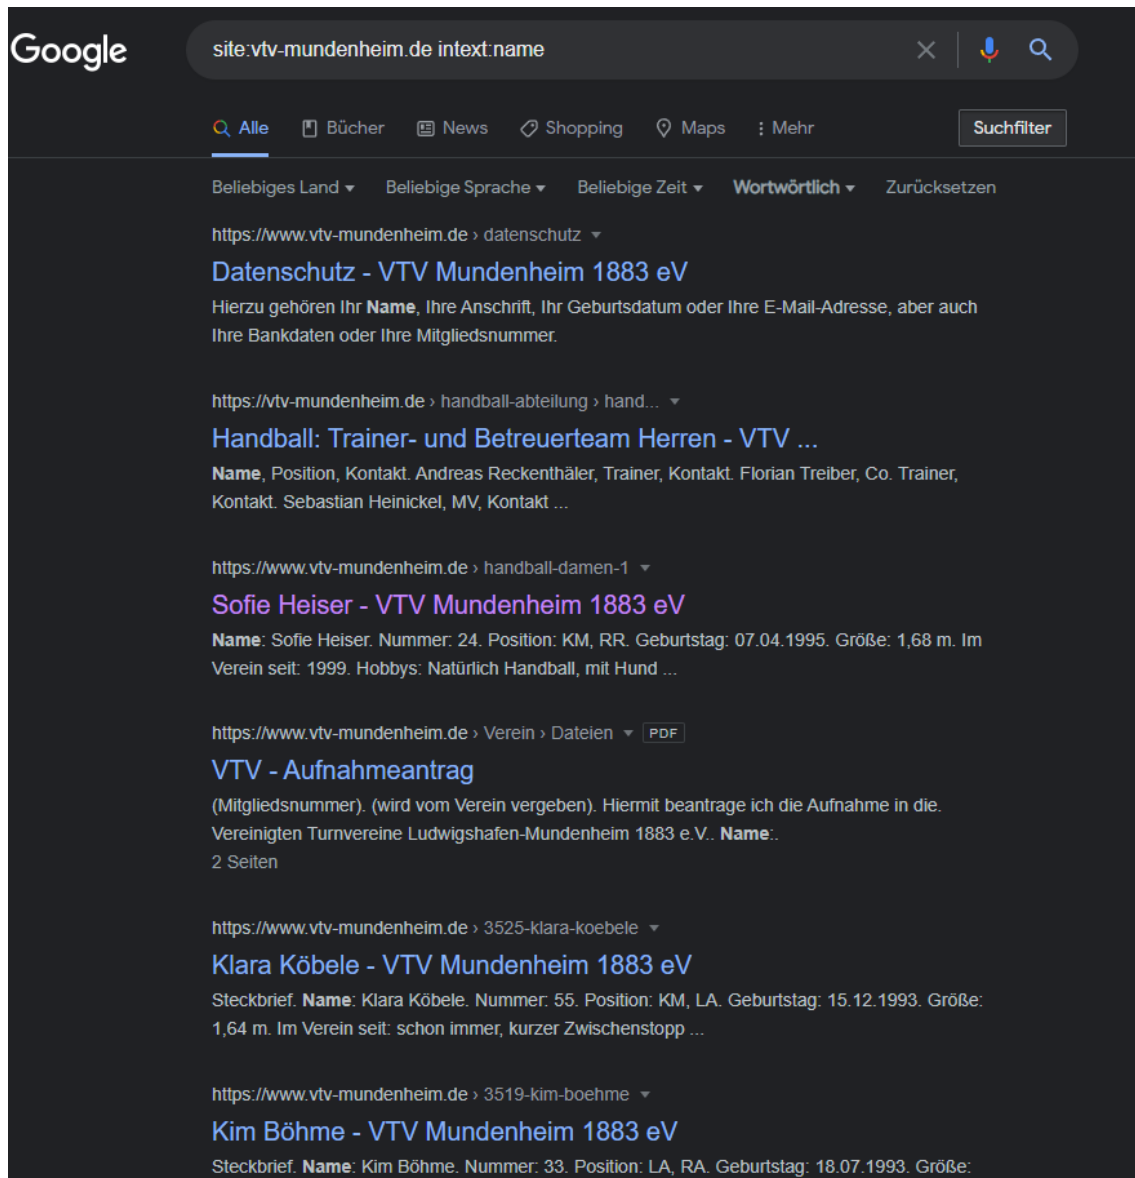 Google
site:vtv-mundenheim.de intext:name
Alle Bücher News Shopping Maps Mehr Suchfilter
Beliebiges Land Beliebige Sprache Beliebige Zeit Wortwörtlich Zurücksetzen
https://www.vtv-mundenheim.de › datenschutz
Datenschutz - VTV Mundenheim 1883 eV
Hierzu gehören Ihr Name, Ihre Anschrift, Ihr Geburtsdatum oder Ihre E-Mail-Adresse, aber auch
Ihre Bankdaten oder Ihre Mitgliedsnummer.
https://vtv-mundenheim.de › handball-abteilung › hand...
Handball: Trainer- und Betreuerteam Herren - VTV ...
Name, Position, Kontakt. Andreas Reckenthäler, Trainer, Kontakt. Florian Treiber, Co. Trainer,
Kontakt. Sebastian Heinickel, MV, Kontakt ...
https://www.vtv-mundenheim.de › handball-damen-1
Sofie Heiser - VTV Mundenheim 1883 eV
Name: Sofie Heiser. Nummer: 24. Position: KM, RR. Geburtstag: 07.04.1995. Größe: 1,68 m. Im
Verein seit: 1999. Hobbys: Natürlich Handball, mit Hund ...
https://www.vtv-mundenheim.de › Verein › Dateien PDF
VTV - Aufnahmeantrag
(Mitgliedsnummer). (wird vom Verein vergeben). Hiermit beantrage ich die Aufnahme in die.
Vereinigten Turnvereine Ludwigshafen-Mundenheim 1883 e.V.. Name:.
2 Seiten
https://www.vtv-mundenheim.de › 3525-klara-koebele
Klara Köbele - VTV Mundenheim 1883 eV
Steckbrief. Name: Klara Köbele. Nummer: 55. Position: KM, LA. Geburtstag: 15.12.1993. Größe:
1,64 m. Im Verein seit: schon immer, kurzer Zwischenstopp ...
https://www.vtv-mundenheim.de › 3519-kim-boehme
Kim Böhme - VTV Mundenheim 1883 eV
Steckbrief. Name: Kim Böhme. Nummer: 33. Position: LA, RA. Geburtstag: 18.07.1993. Größe: